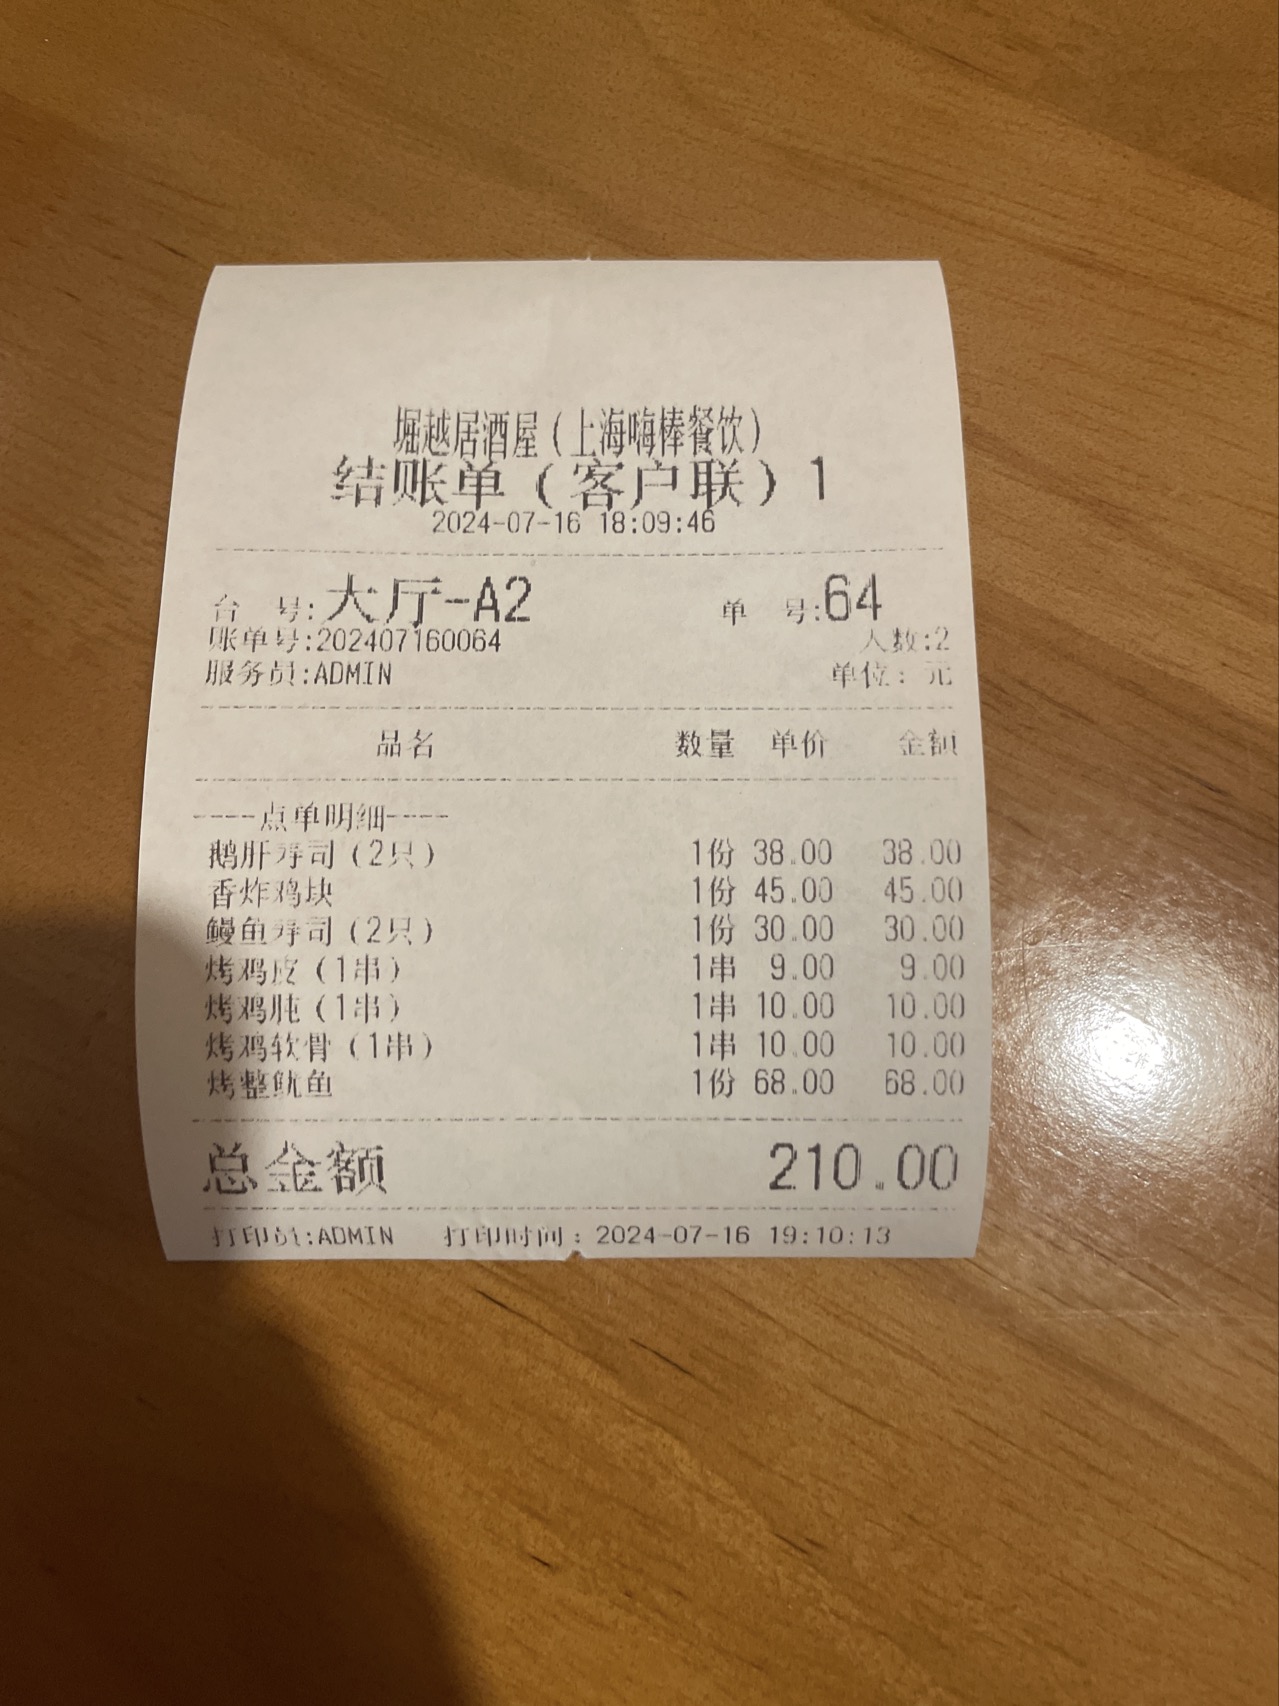 堀越居酒屋（上海嗨棒餐饮）
结账单（客户联）1
2024-07-16 18:09:46
台 号:大厅-A2 单 号:64
账单号:202407160064 人数:2
服务员:ADMIN 单位: 元
品名 数量 单价 金额
----点单明细----
鹅肝寿司（2只） 1份 38.00 38.00
香炸鸡块 1份 45.00 45.00
鳗鱼寿司（2只） 1份 30.00 30.00
烤鸡皮（1串） 1串 9.00 9.00
烤鸡肫（1串） 1串 10.00 10.00
烤鸡软骨（1串） 1串 10.00 10.00
烤整鱿鱼 1份 68.00 68.00
总金额 210.00
打印员:ADMIN 打印时间：2024-07-16 19:10:13